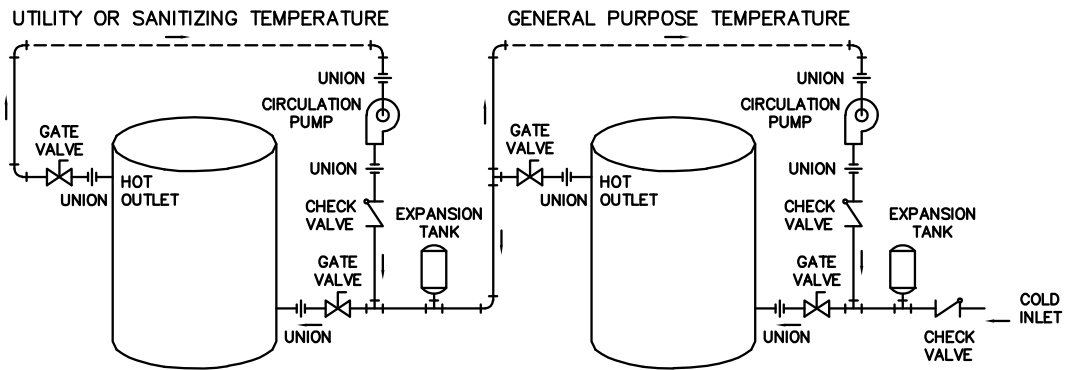 UTILITY OR SANITIZING TEMPERATURE
GENERAL PURPOSE TEMPERATURE
UNION
CIRCULATION
PUMP
GATE
VALVE
UNION
HOT
OUTLET
UNION
CHECK
VALVE
EXPANSION
TANK
GATE
VALVE
UNION
UNION
CIRCULATION
PUMP
GATE
VALVE
UNION
HOT
OUTLET
UNION
CHECK
VALVE
EXPANSION
TANK
GATE
VALVE
UNION
CHECK
VALVE
COLD
INLET